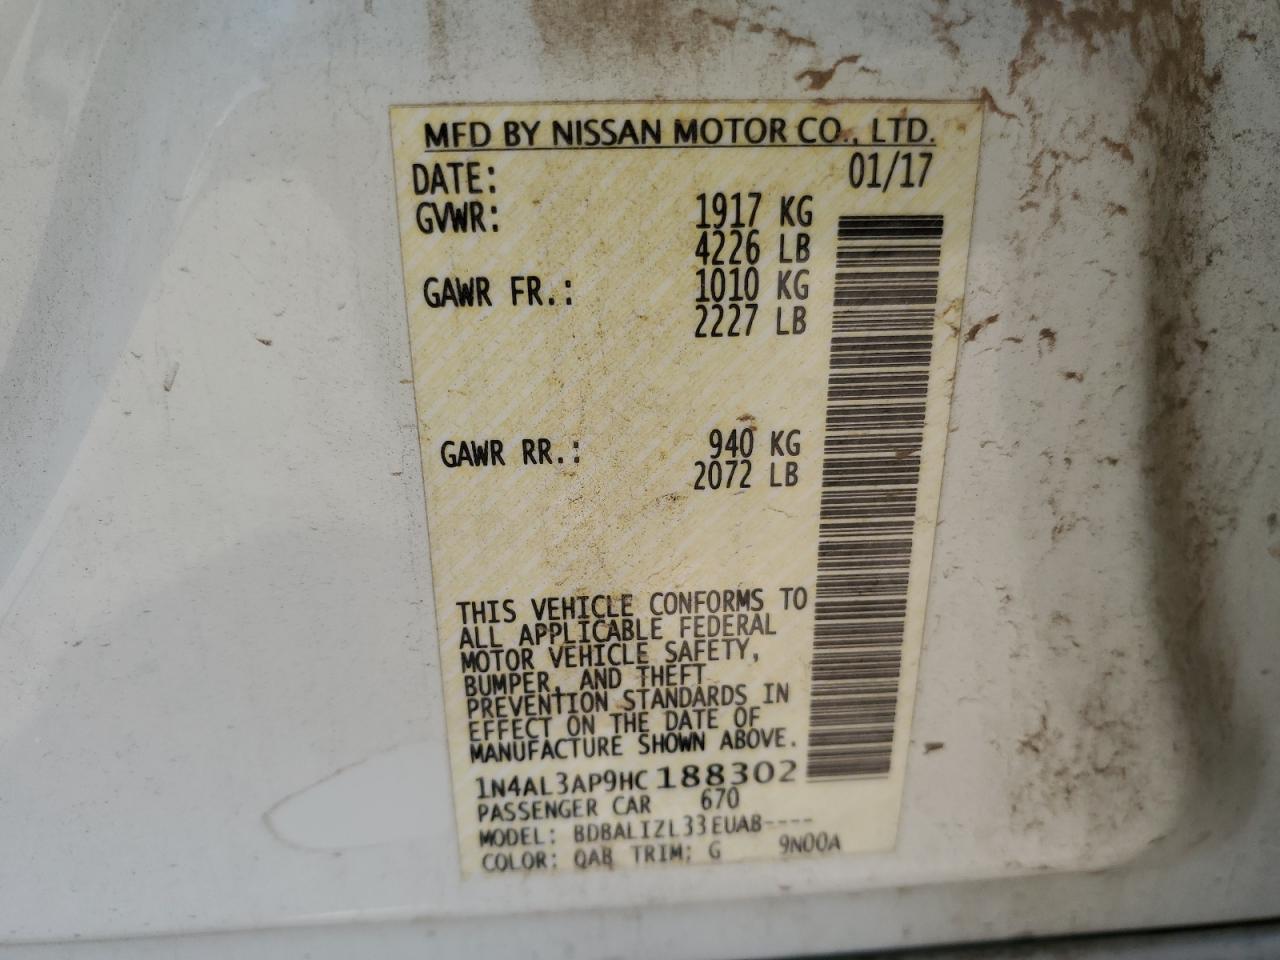 MFD BY NISSAN MOTOR CO., LTD.
DATE: 01/17
GVWR: 1917 KG
4226 LB
GAWR FR.: 1010 KG
2227 LB
GAWR RR.: 940 KG
2072 LB
THIS VEHICLE CONFORMS TO
ALL APPLICABLE FEDERAL
MOTOR VEHICLE SAFETY,
BUMPER, AND THEFT
PREVENTION STANDARDS IN
EFFECT ON THE DATE OF
MANUFACTURE SHOWN ABOVE.
1N4AL3AP9HC188302
PASSENGER CAR 670
MODEL: BDBALIZL33EUAB----
COLOR: QAB TRIM: G 9N00A